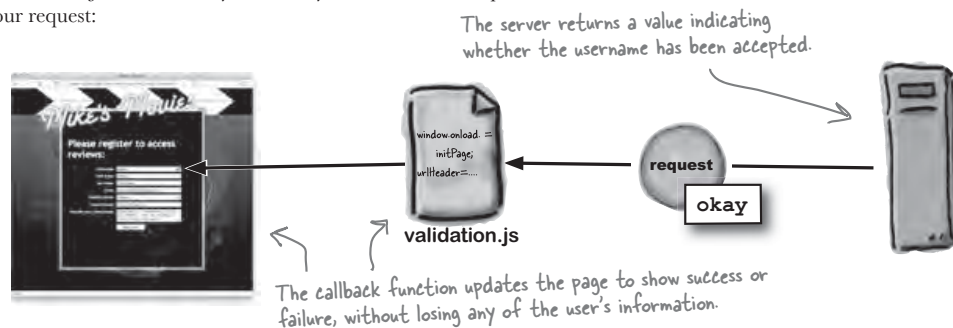 our request:
The server returns a value indicating
whether the username has been accepted.
Mike's Movies
Please register to access
reviews:
window.onload. =
initPage;
urlHeader=....
request
okay
validation.js
The callback function updates the page to show success or
failure, without losing any of the user's information.